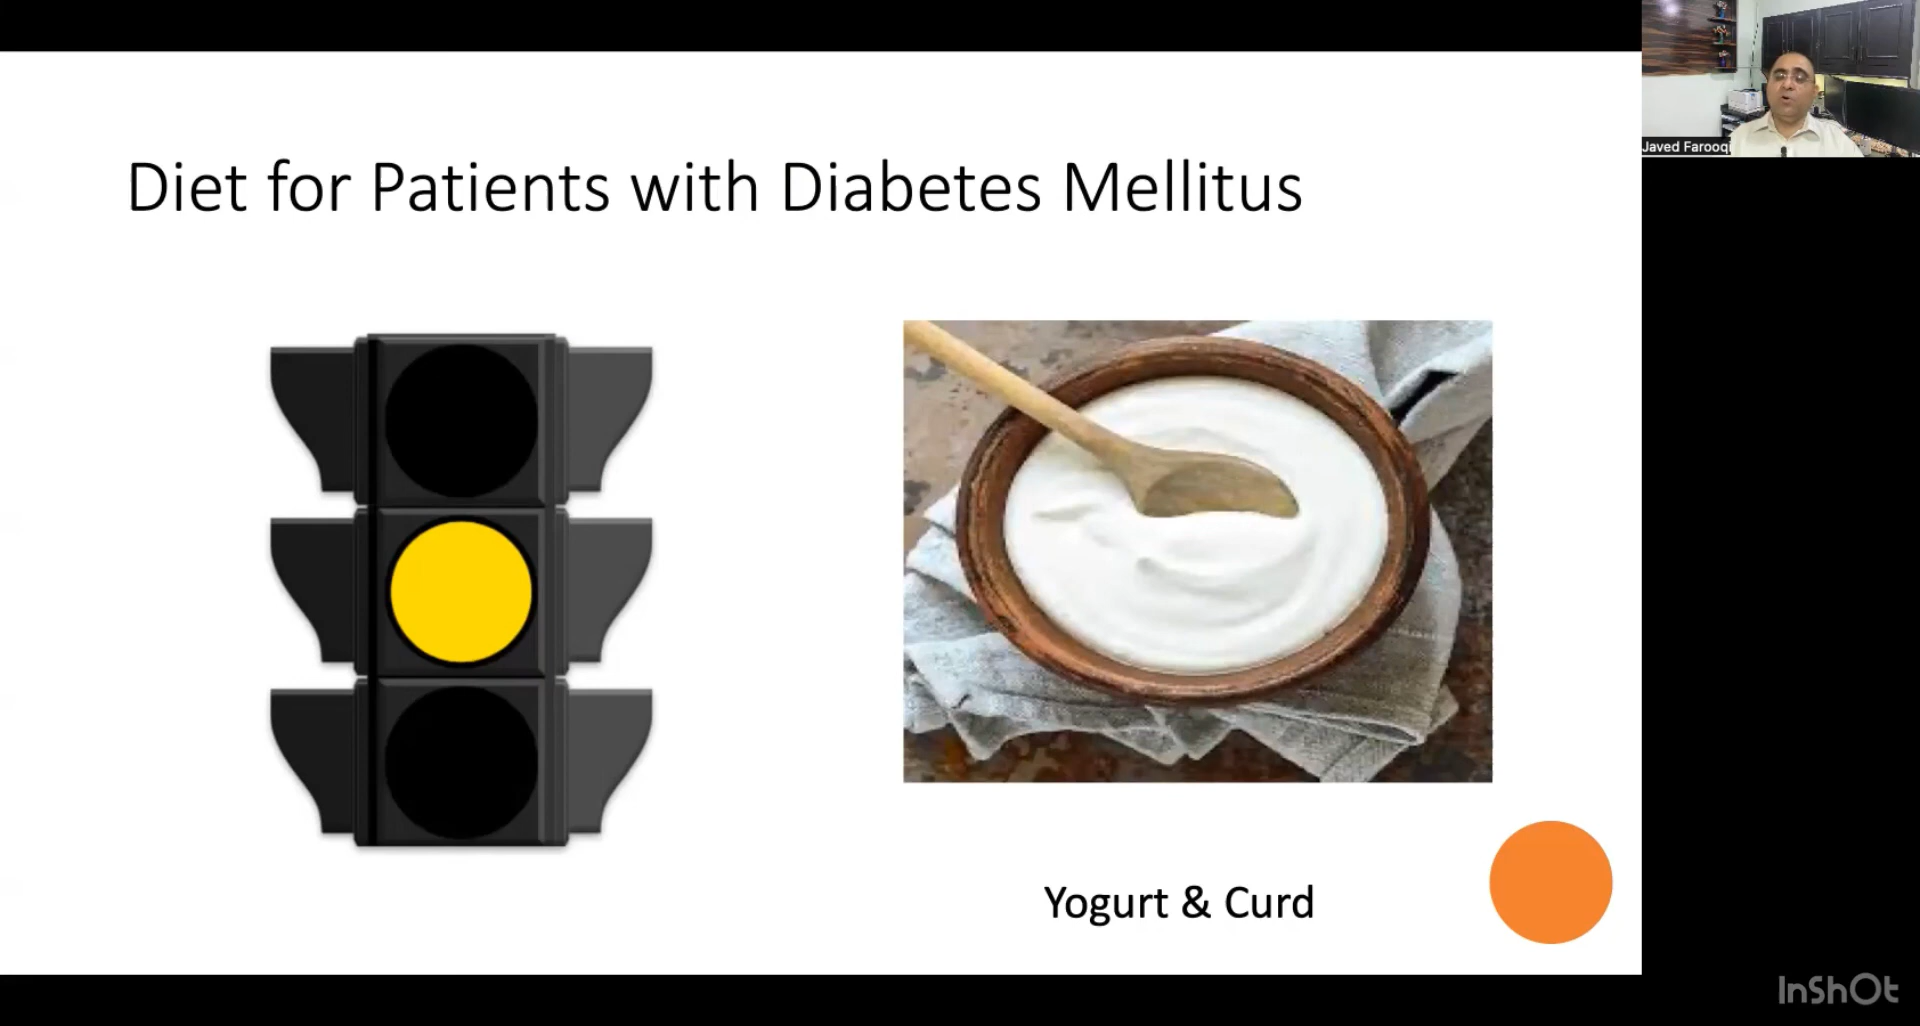 Diet for Patients with Diabetes Mellitus
Javed Farooqi
Yogurt & Curd
InShOt